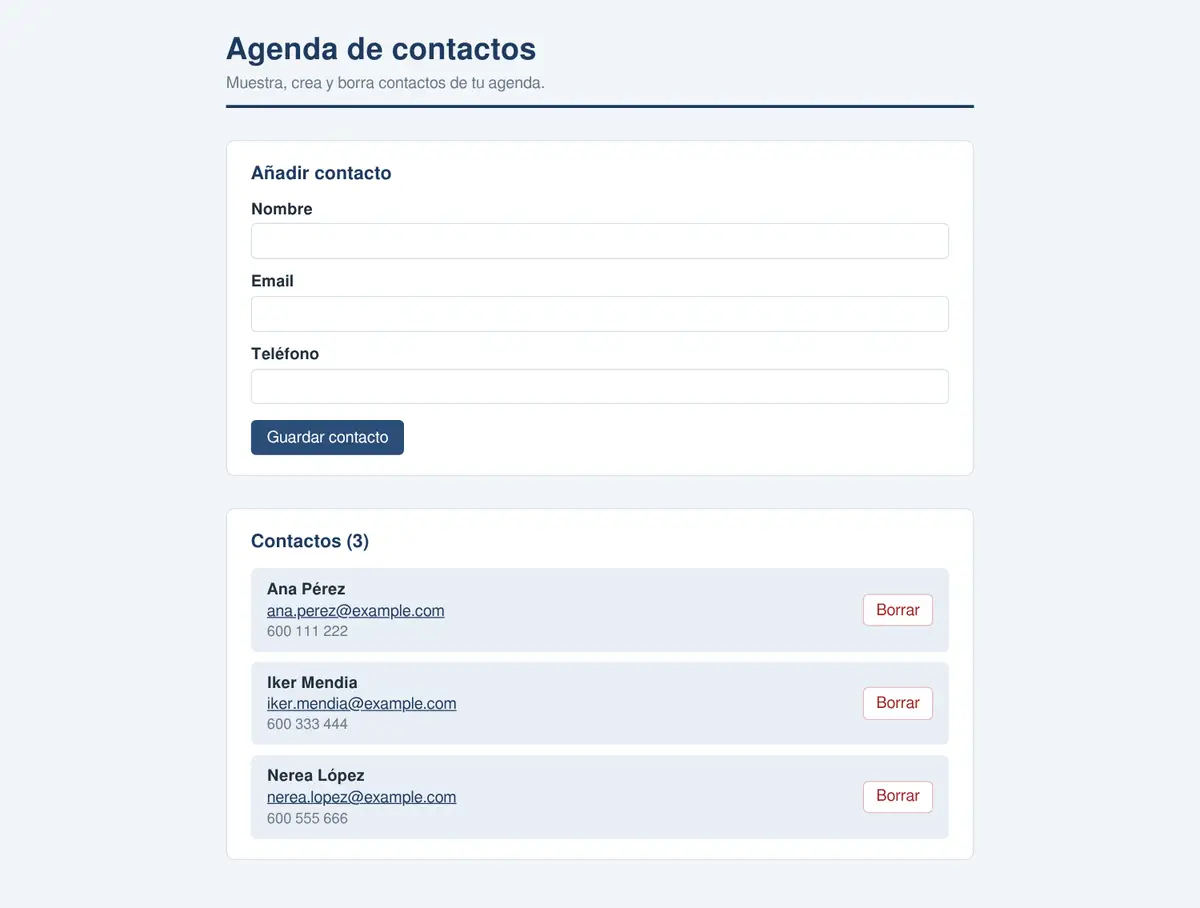 Agenda de contactos
Muestra, crea y borra contactos de tu agenda.
Añadir contacto
Nombre
Email
Teléfono
Guardar contacto
Contactos (3)
Ana Pérez
ana.perez@example.com
600 111 222
Borrar
Iker Mendia
iker.mendia@example.com
600 333 444
Borrar
Nerea López
nerea.lopez@example.com
600 555 666
Borrar